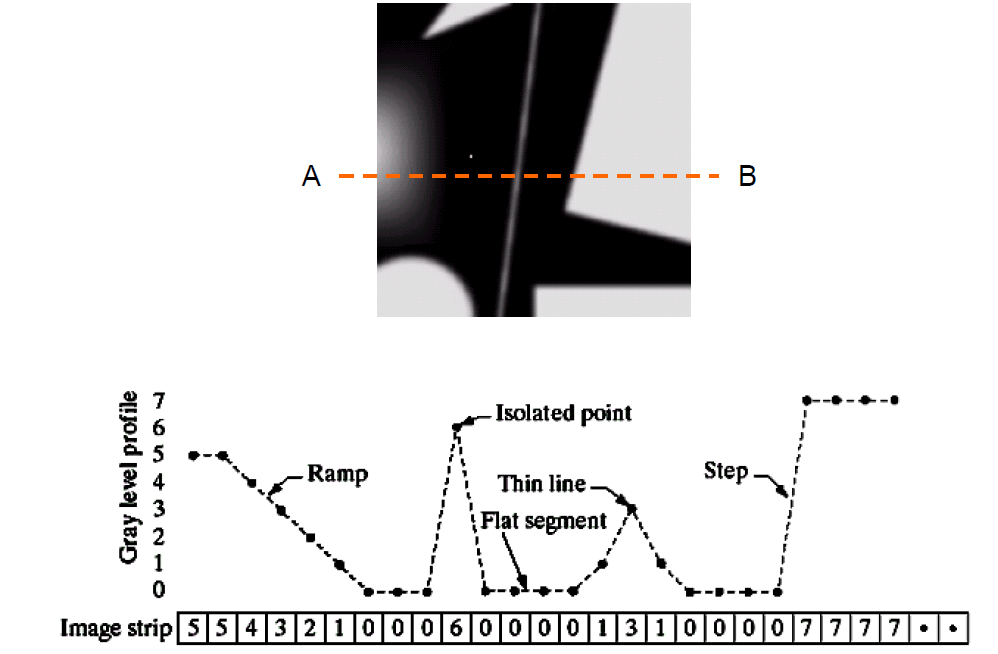 A B
Gray level profile
7
6
5
4
3
2
1
0
Isolated point
Ramp
Thin line
Flat segment
Step
Image strip 5 5 4 3 2 1 0 0 0 6 0 0 0 0 1 3 1 0 0 0 0 7 7 7 7 • •